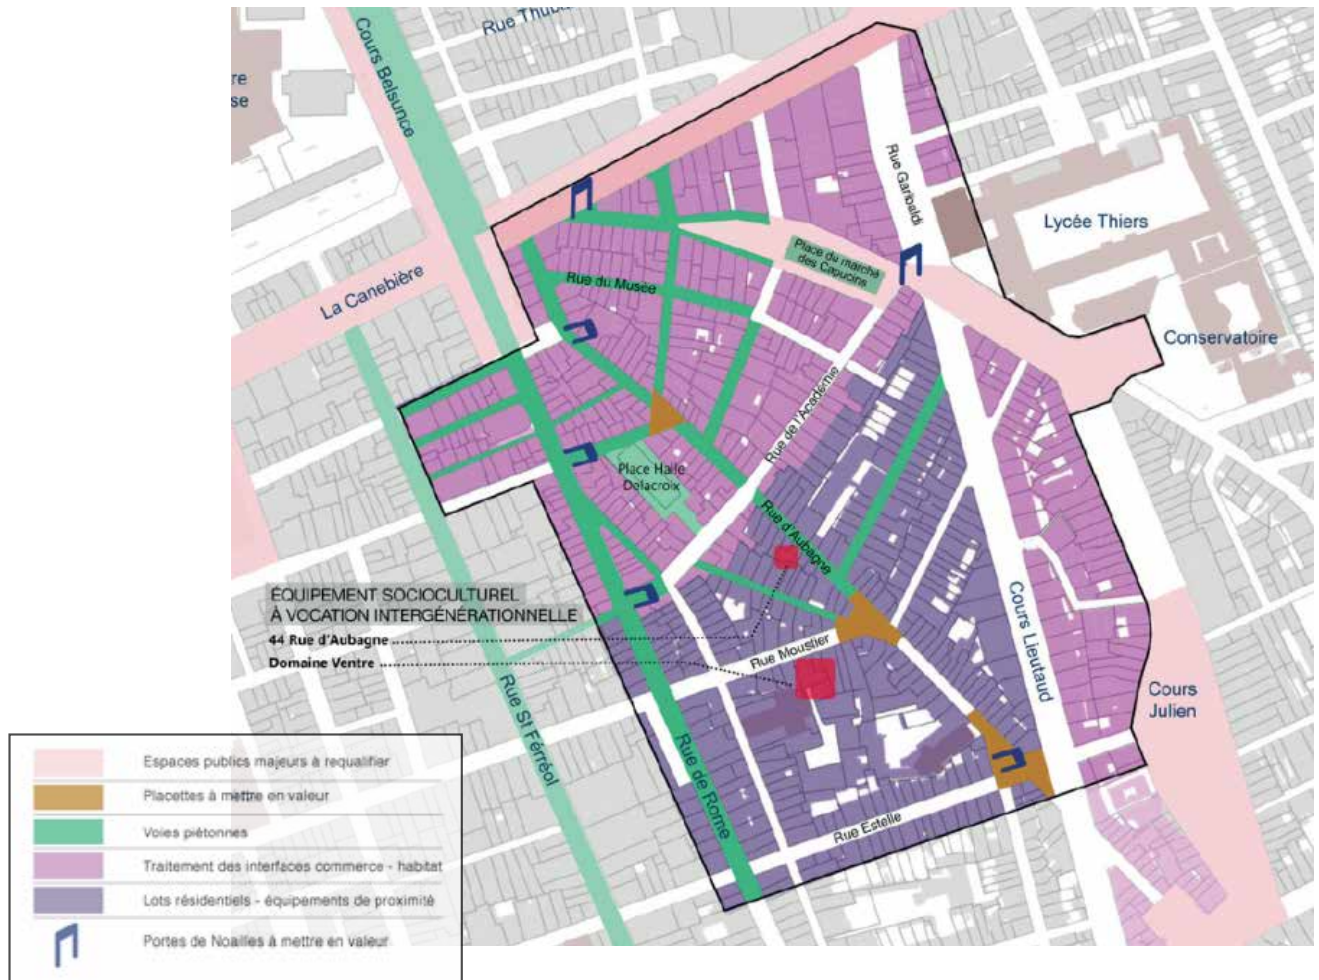 Cours Belsunce
re
se
Rue Garibaldi
Lycée Thiers
La Canebière
Place du marché
des Capucins
Rue du Musée
Conservatoire
Rue de l'Académie
Place Halle
Delacroix
Rue d'Aubagne
ÉQUIPEMENT SOCIOCULTUREL
À VOCATION INTERGÉNÉRATIONNELLE
44 Rue d'Aubagne
Domaine Ventre
Rue Moustier
Cours Lieutaud
Cours
Julien
Rue St Férréol
Rue de Rome
Rue Estelle
Espaces publics majeurs à requalifier
Placettes à mettre en valeur
Voies piétonnes
Traitement des interfaces commerce - habitat
Lots résidentiels - équipements de proximité
Portes de Noailles à mettre en valeur